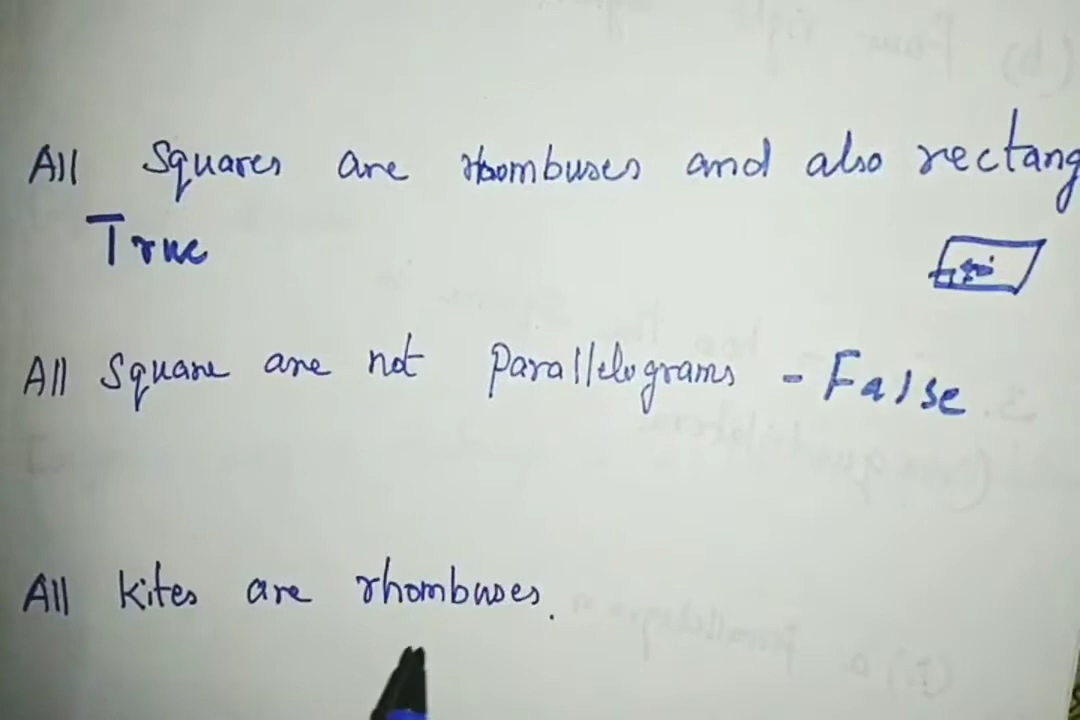 All Squares are rhombuses and also rectang
True
All Square are not Parallelograms - False
All kites are rhombuses.